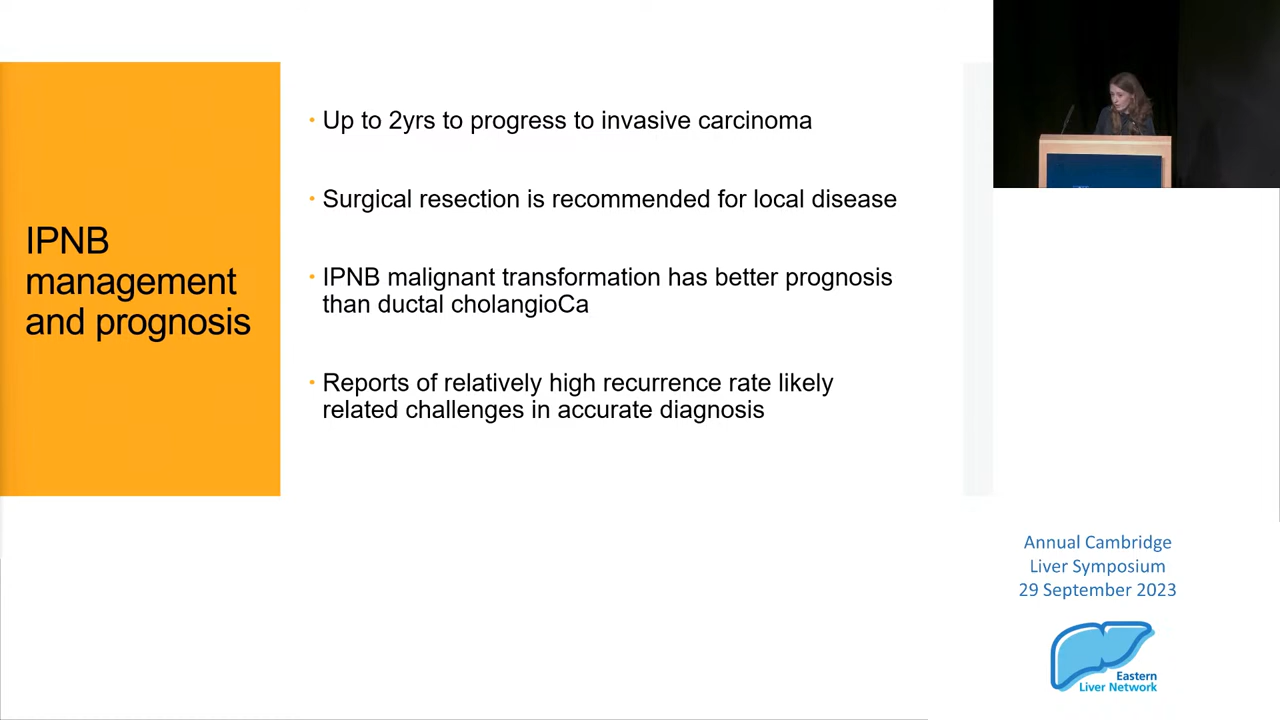 IPNB
management
and prognosis
• Up to 2yrs to progress to invasive carcinoma
• Surgical resection is recommended for local disease
• IPNB malignant transformation has better prognosis
than ductal cholangioCa
• Reports of relatively high recurrence rate likely
related challenges in accurate diagnosis
Annual Cambridge
Liver Symposium
29 September 2023
Eastern
Liver Network